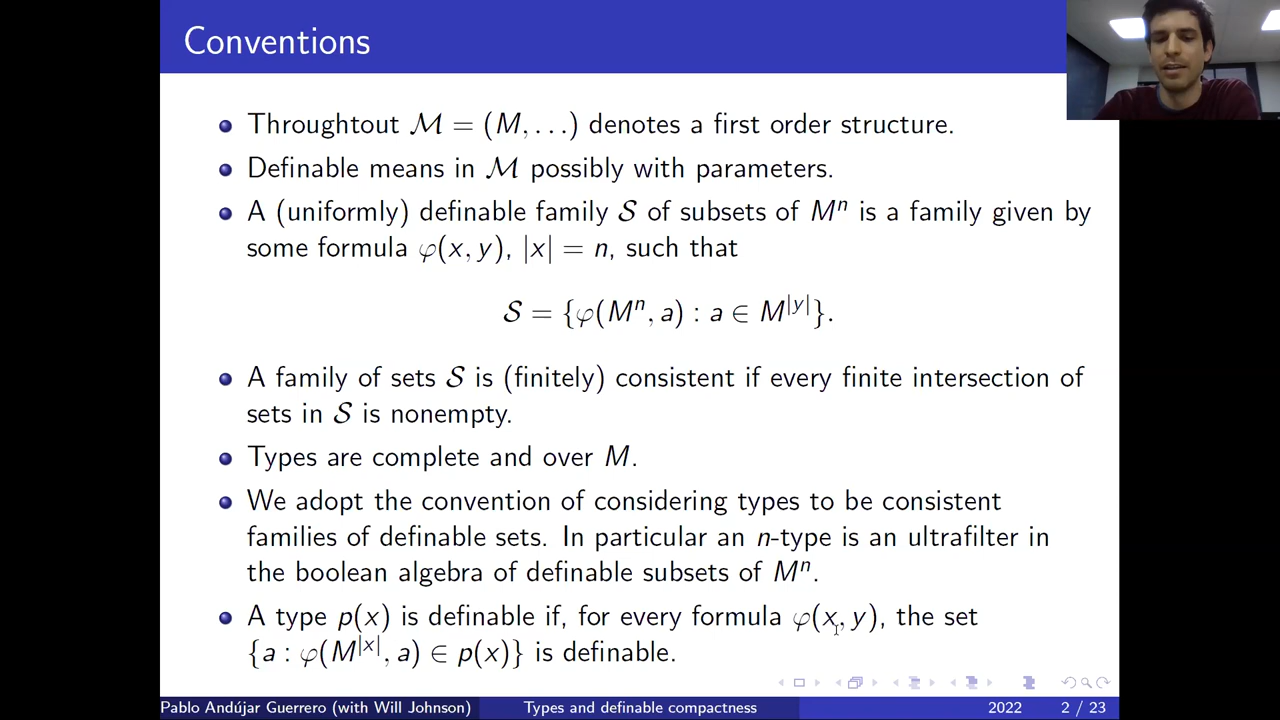 Conventions
Throughtout ℳ = (M, . . .) denotes a first order structure.
Definable means in ℳ possibly with parameters.
A (uniformly) definable family 𝒮 of subsets of Mⁿ is a family given by
some formula φ(x, y), |x| = n, such that
𝒮 = {φ(Mⁿ, a) : a ∈ M^{|y|}}.
A family of sets 𝒮 is (finitely) consistent if every finite intersection of
sets in 𝒮 is nonempty.
Types are complete and over M.
We adopt the convention of considering types to be consistent
families of definable sets. In particular an n-type is an ultrafilter in
the boolean algebra of definable subsets of Mⁿ.
A type p(x) is definable if, for every formula φ(x, y), the set
{a : φ(M^{|x|}, a) ∈ p(x)} is definable.
Pablo Andújar Guerrero (with Will Johnson) Types and definable compactness 2022 2 / 23